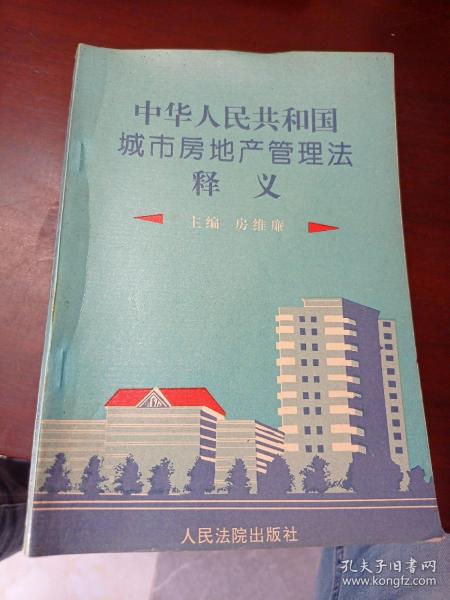 中华人民共和国
城市房地产管理法
释 义
主编 房维廉
人民法院出版社
孔夫子旧书网
www.kongfz.com